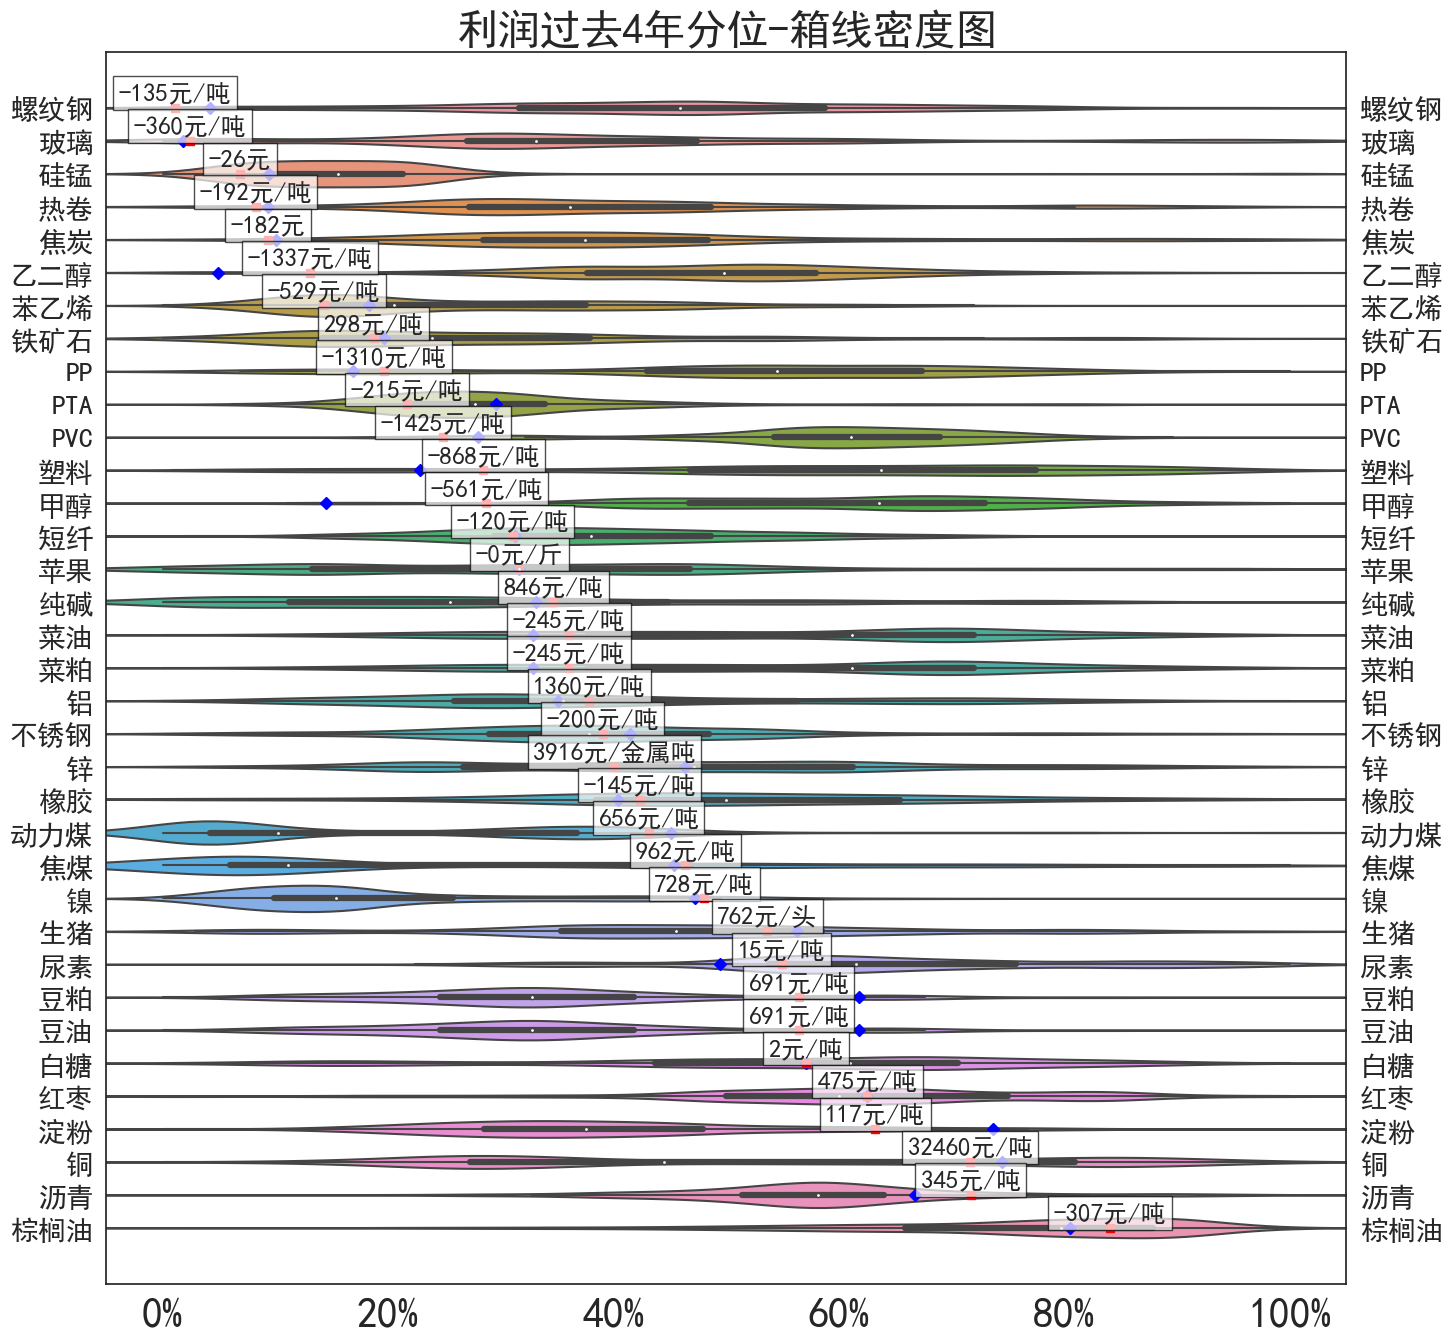 利润过去4年分位-箱线密度图
螺纹钢 -135元/吨 螺纹钢
玻璃 -360元/吨 玻璃
硅锰 -26元 硅锰
热卷 -192元/吨 热卷
焦炭 -182元 焦炭
乙二醇 -1337元/吨 乙二醇
苯乙烯 -529元/吨 苯乙烯
铁矿石 298元/吨 铁矿石
PP -1310元/吨 PP
PTA -215元/吨 PTA
PVC -1425元/吨 PVC
塑料 -868元/吨 塑料
甲醇 -561元/吨 甲醇
短纤 -120元/吨 短纤
苹果 -0元/斤 苹果
纯碱 846元/吨 纯碱
菜油 -245元/吨 菜油
菜粕 -245元/吨 菜粕
铝 1360元/吨 铝
不锈钢 -200元/吨 不锈钢
锌 3916元/金属吨 锌
橡胶 -145元/吨 橡胶
动力煤 656元/吨 动力煤
焦煤 962元/吨 焦煤
镍 728元/吨 镍
生猪 762元/头 生猪
尿素 15元/吨 尿素
豆粕 691元/吨 豆粕
豆油 691元/吨 豆油
白糖 2元/吨 白糖
红枣 475元/吨 红枣
淀粉 117元/吨 淀粉
铜 32460元/吨 铜
沥青 345元/吨 沥青
棕榈油 -307元/吨 棕榈油
0% 20% 40% 60% 80% 100%